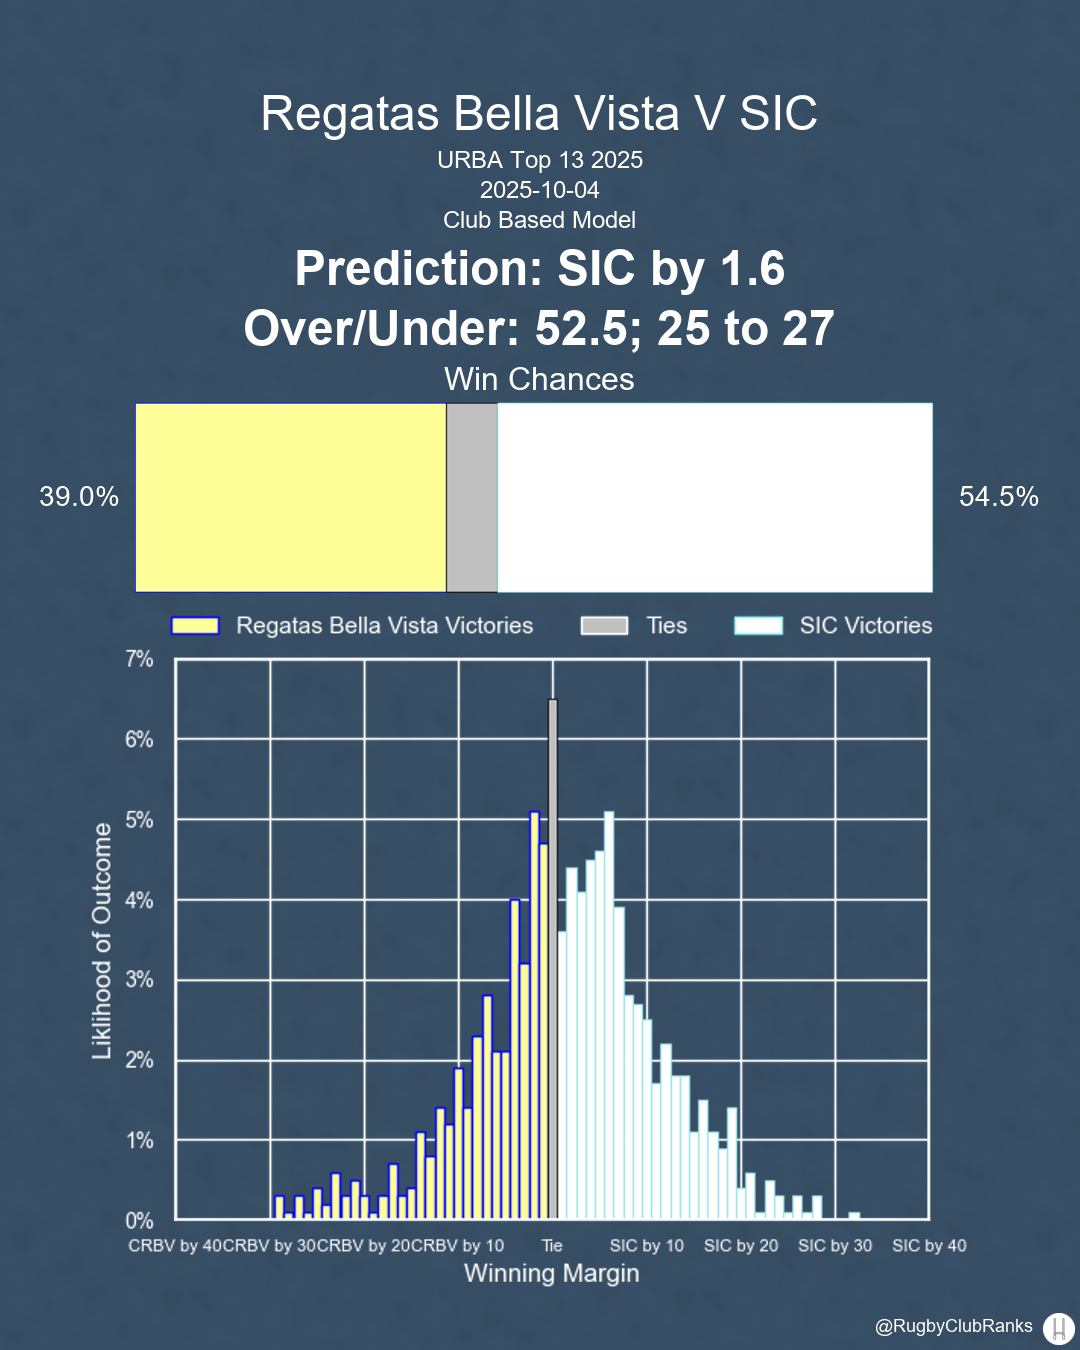 Regatas Bella Vista V SIC
URBA Top 13 2025
2025-10-04
Club Based Model
Prediction: SIC by 1.6
Over/Under: 52.5; 25 to 27
Win Chances
39.0%
54.5%
Regatas Bella Vista Victories Ties SIC Victories
7%
6%
5%
4%
3%
2%
1%
0%
Liklihood of Outcome
CRBV by 40 CRBV by 30 CRBV by 20 CRBV by 10 Tie SIC by 10 SIC by 20 SIC by 30 SIC by 40
Winning Margin
@RugbyClubRanks